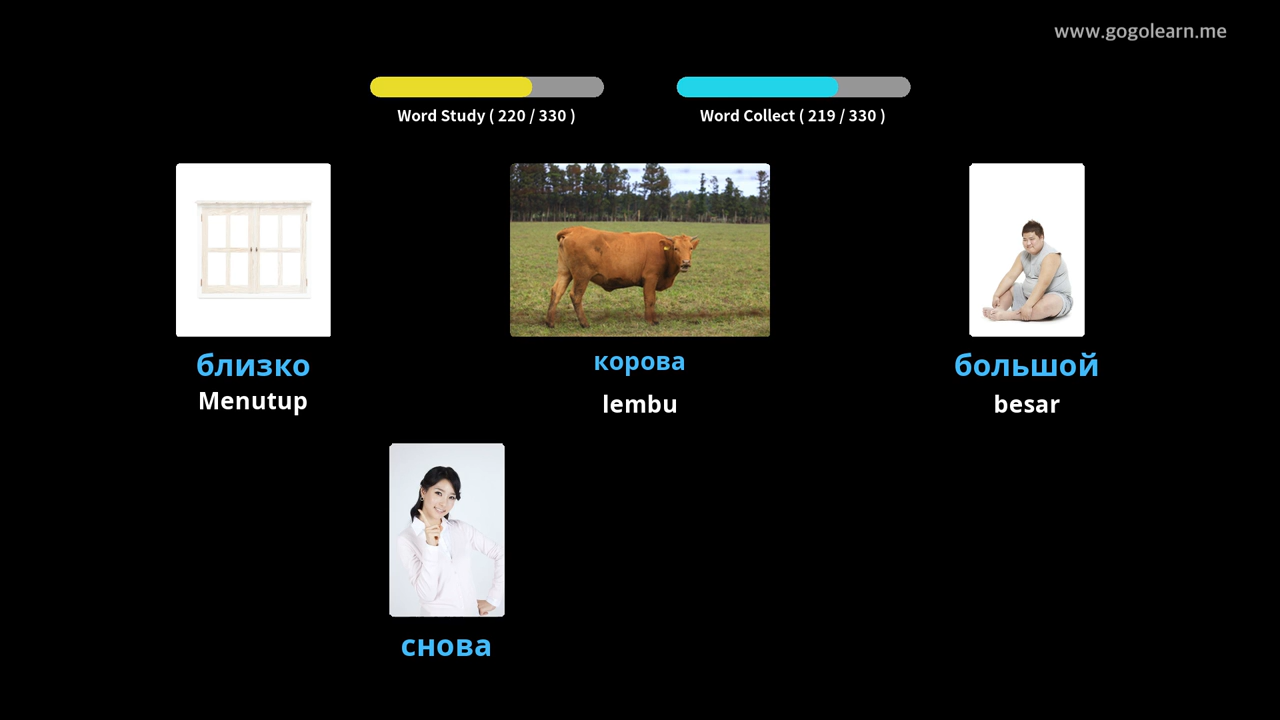 www.gogolearn.me
Word Study ( 220 / 330 )
Word Collect ( 219 / 330 )
близко
Menutup
корова
lembu
большой
besar
снова